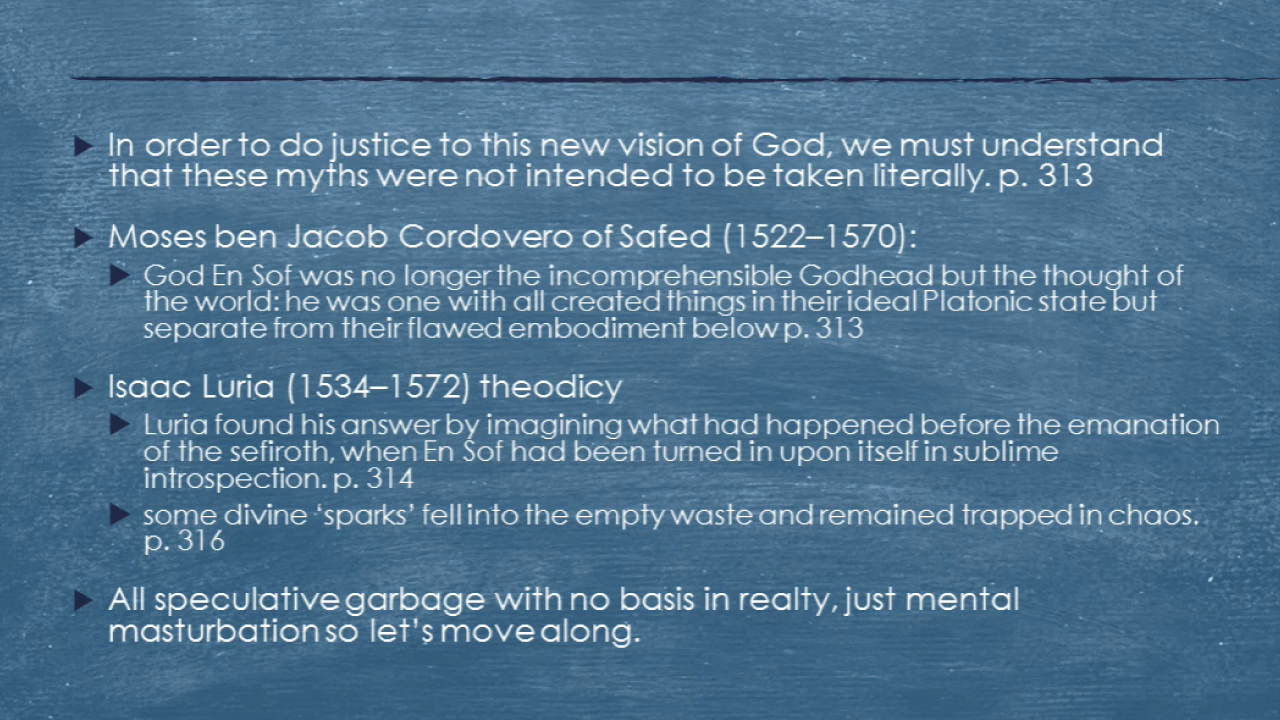 In order to do justice to this new vision of God, we must understand
that these myths were not intended to be taken literally. p. 313
Moses ben Jacob Cordovero of Safed (1522–1570):
God En Sof was no longer the incomprehensible Godhead but the thought of
the world: he was one with all created things in their ideal Platonic state but
separate from their flawed embodiment below p. 313
Isaac Luria (1534–1572) theodicy
Luria found his answer by imagining what had happened before the emanation
of the sefiroth, when En Sof had been turned in upon itself in sublime
introspection. p. 314
some divine ‘sparks’ fell into the empty waste and remained trapped in chaos.
p. 316
All speculative garbage with no basis in realty, just mental
masturbation so let’s move along.